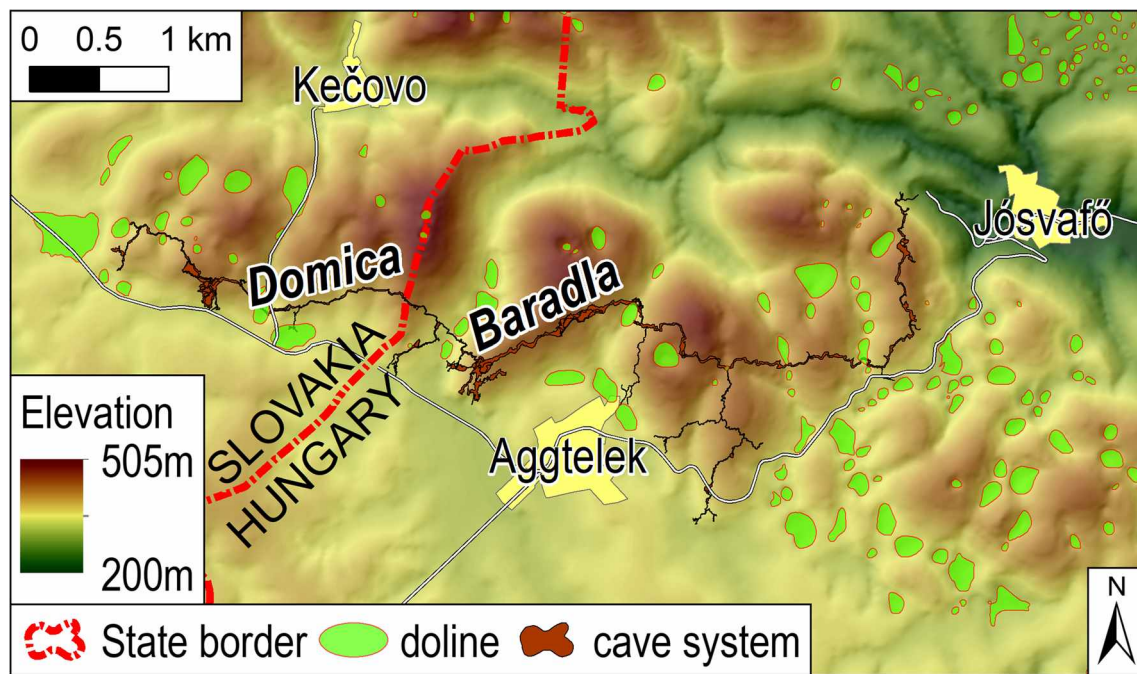 0 0.5 1 km
Kečovo
Jósvafő
Domica
Baradla
SLOVAKIA
HUNGARY
Aggtelek
Elevation
505m
200m
N
State border doline cave system